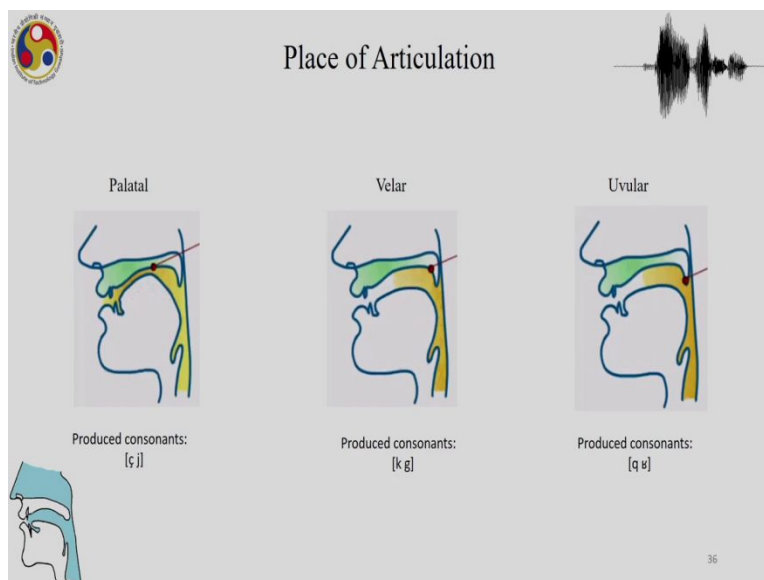 Place of Articulation
Palatal
Velar
Uvular
Produced consonants:
[ç j]
Produced consonants:
[k g]
Produced consonants:
[q ʁ]
36